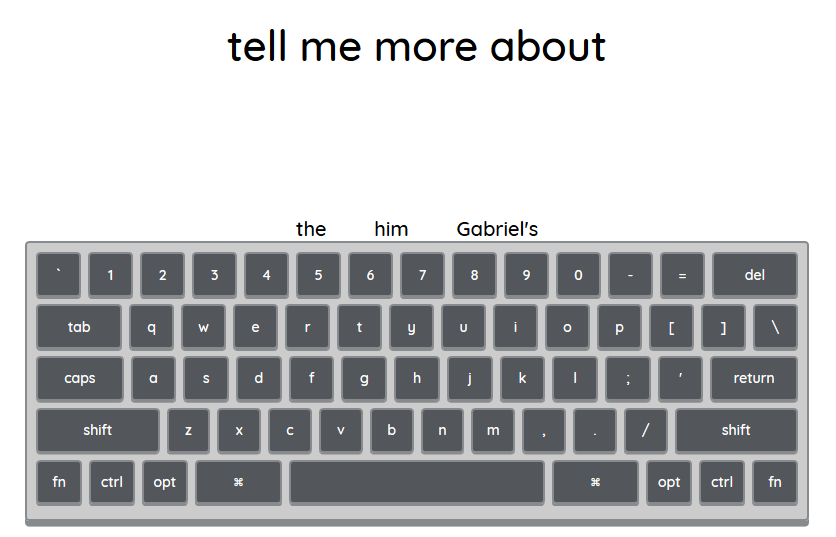 tell me more about
the him Gabriel's
` 1 2 3 4 5 6 7 8 9 0 - = del
tab q w e r t y u i o p [ ] \
caps a s d f g h j k l ; ' return
shift z x c v b n m , . / shift
fn ctrl opt ⌘ ⌘ opt ctrl fn